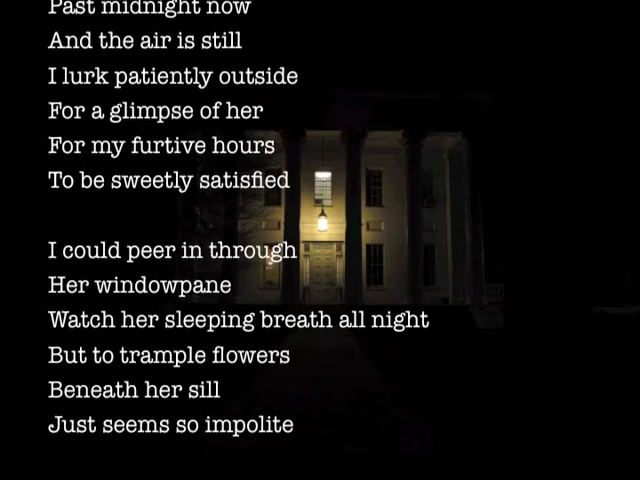 Past midnight now
And the air is still
I lurk patiently outside
For a glimpse of her
For my furtive hours
To be sweetly satisfied
I could peer in through
Her windowpane
Watch her sleeping breath all night
But to trample flowers
Beneath her sill
Just seems so impolite